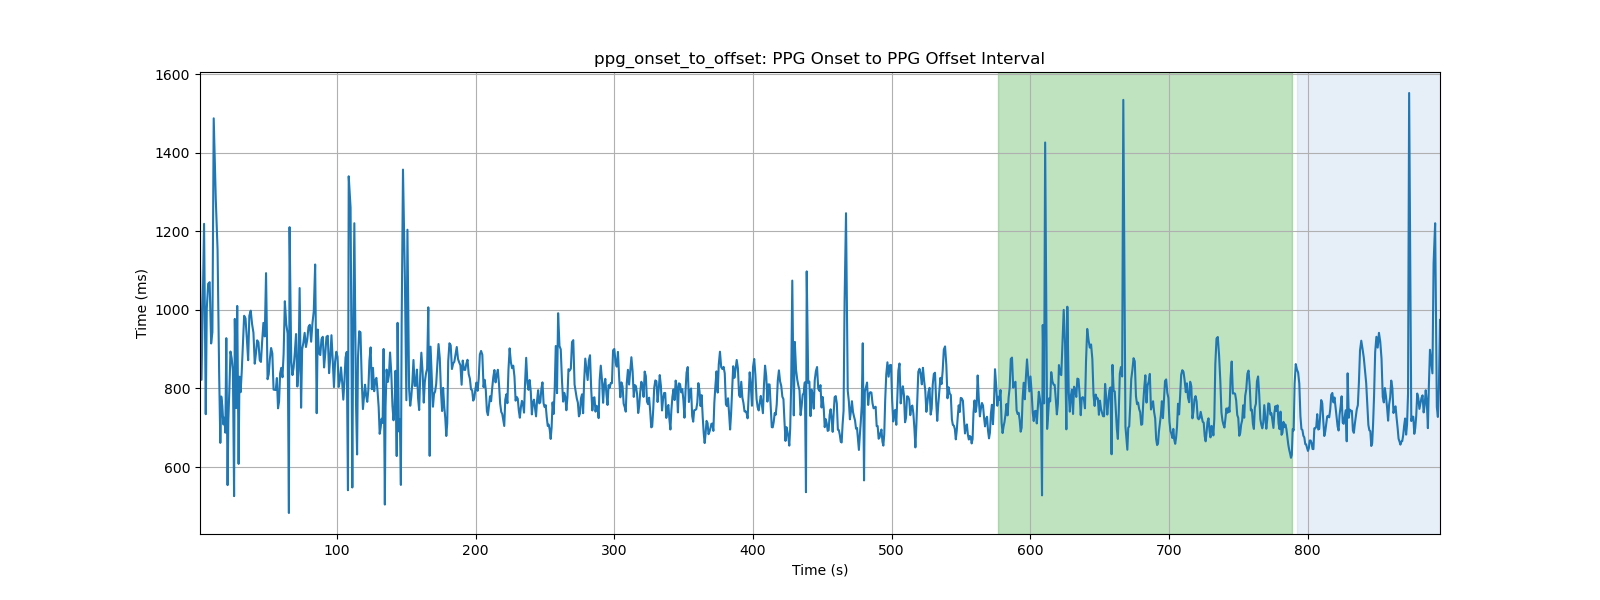 ppg_onset_to_offset: PPG Onset to PPG Offset Interval
1600
1400
1200
1000
800
600
Time (ms)
100 200 300 400 500 600 700 800
Time (s)